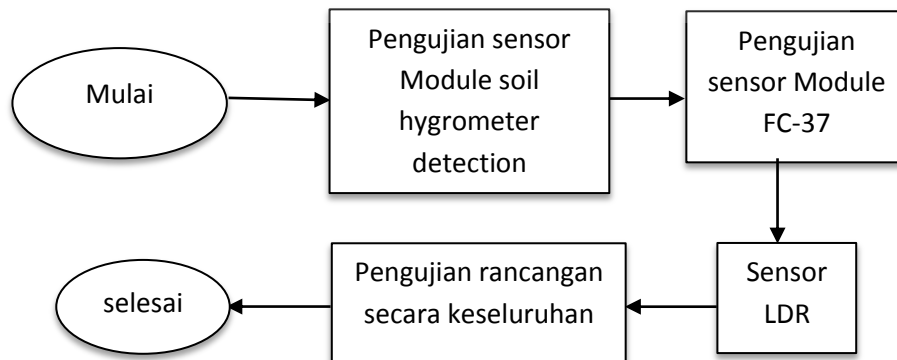 Mulai
Pengujian sensor
Module soil
hygrometer
detection
Pengujian
sensor Module
FC-37
Sensor
LDR
Pengujian rancangan
secara keseluruhan
selesai